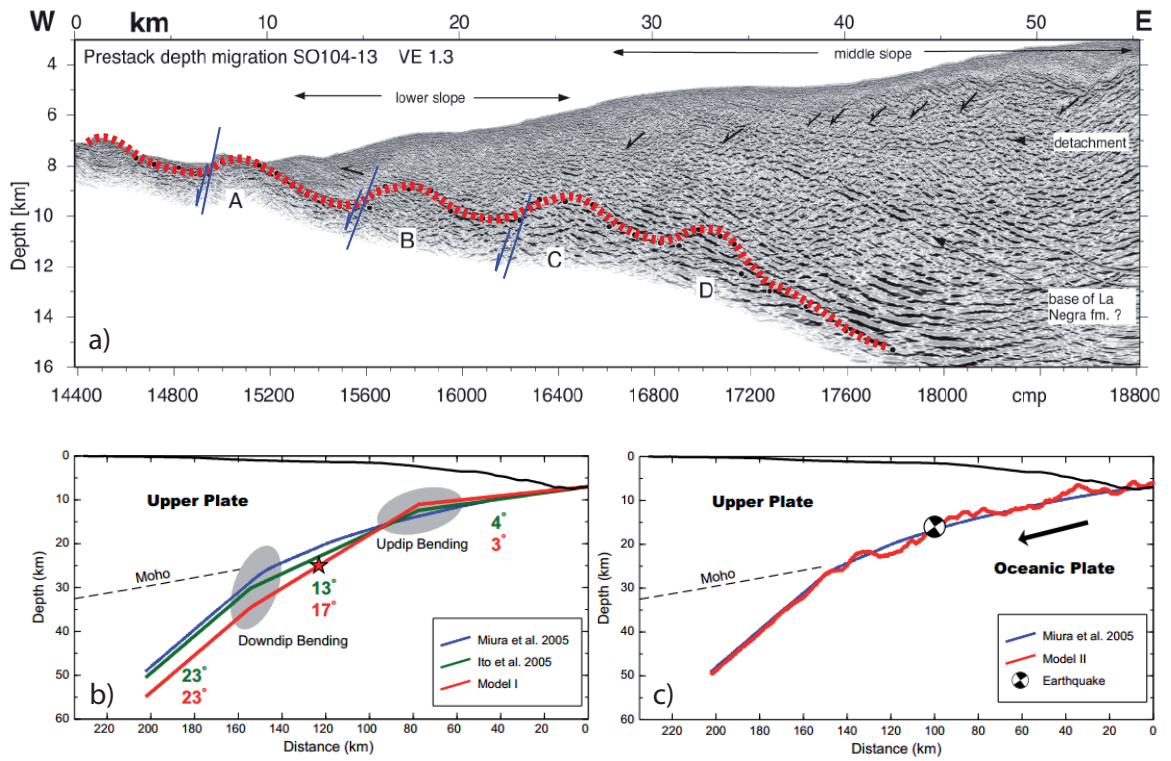 W 0 km 10 20 30 40 50 E
Prestack depth migration SO104-13 VE 1.3
middle slope
lower slope
detachment
base of La
Negra fm. ?
A
B
C
D
Depth [km]
4
6
8
10
12
14
16
a)
14400 14800 15200 15600 16000 16400 16800 17200 17600 18000 cmp 18800
0
10
20
30
40
50
60
Depth (km)
Upper Plate
Updip Bending
4°
3°
Moho
13°
17°
Downdip Bending
23°
23°
Miura et al. 2005
Ito et al. 2005
Model I
b)
220 200 180 160 140 120 100 80 60 40 20 0
Distance (km)
0
10
20
30
40
50
60
Depth (km)
Upper Plate
Oceanic Plate
Moho
Miura et al. 2005
Model II
Earthquake
c)
220 200 180 160 140 120 100 80 60 40 20 0
Distance (km)